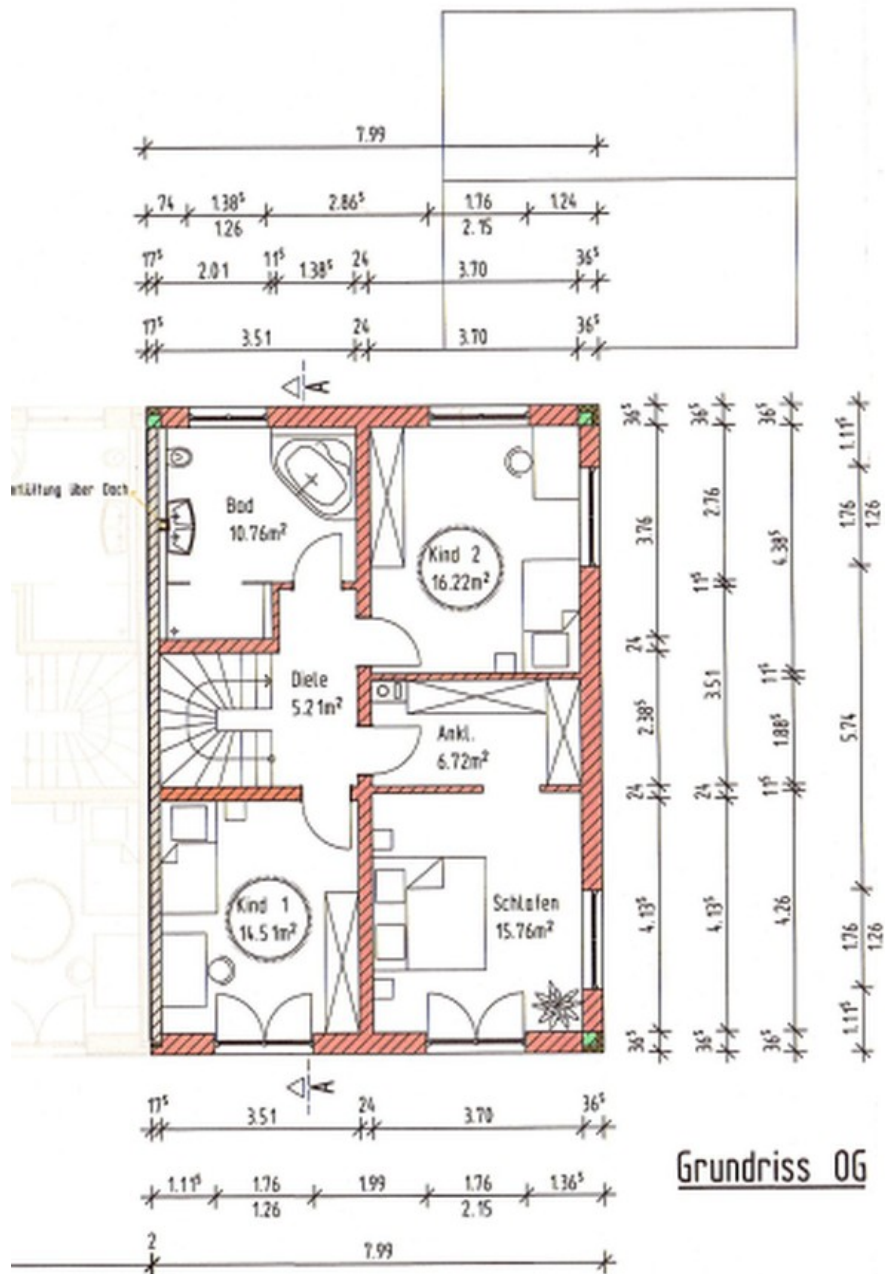 7.99
74 1.38⁵ 2.86⁵ 1.76 1.24
1.26 2.15
17⁵ 11⁵ 24 36⁵
2.01 1.38⁵ 3.70
17⁵ 24 36⁵
3.51 3.70
A
36⁵ 36⁵ 36⁵
1.11⁵
3.76 2.76 4.38⁵ 1.76
1.26
über Dach
Bad
10.76m²
Kind 2
16.22m²
11⁵
24 11⁵
Diele
5.21m²
2.38⁵ 3.51 1.88⁵ 5.74
Ankl.
6.72m²
24 24 11⁵
Kind 1
14.51m²
Schlafen
15.76m²
4.13⁵ 4.13⁵ 4.26 1.76
1.26
1.11⁵
36⁵ 36⁵ 36⁵
A
17⁵ 24 36⁵
3.51 3.70
Grundriss OG
1.11⁵ 1.76 1.99 1.76 1.36⁵
1.26 2.15
2 7.99